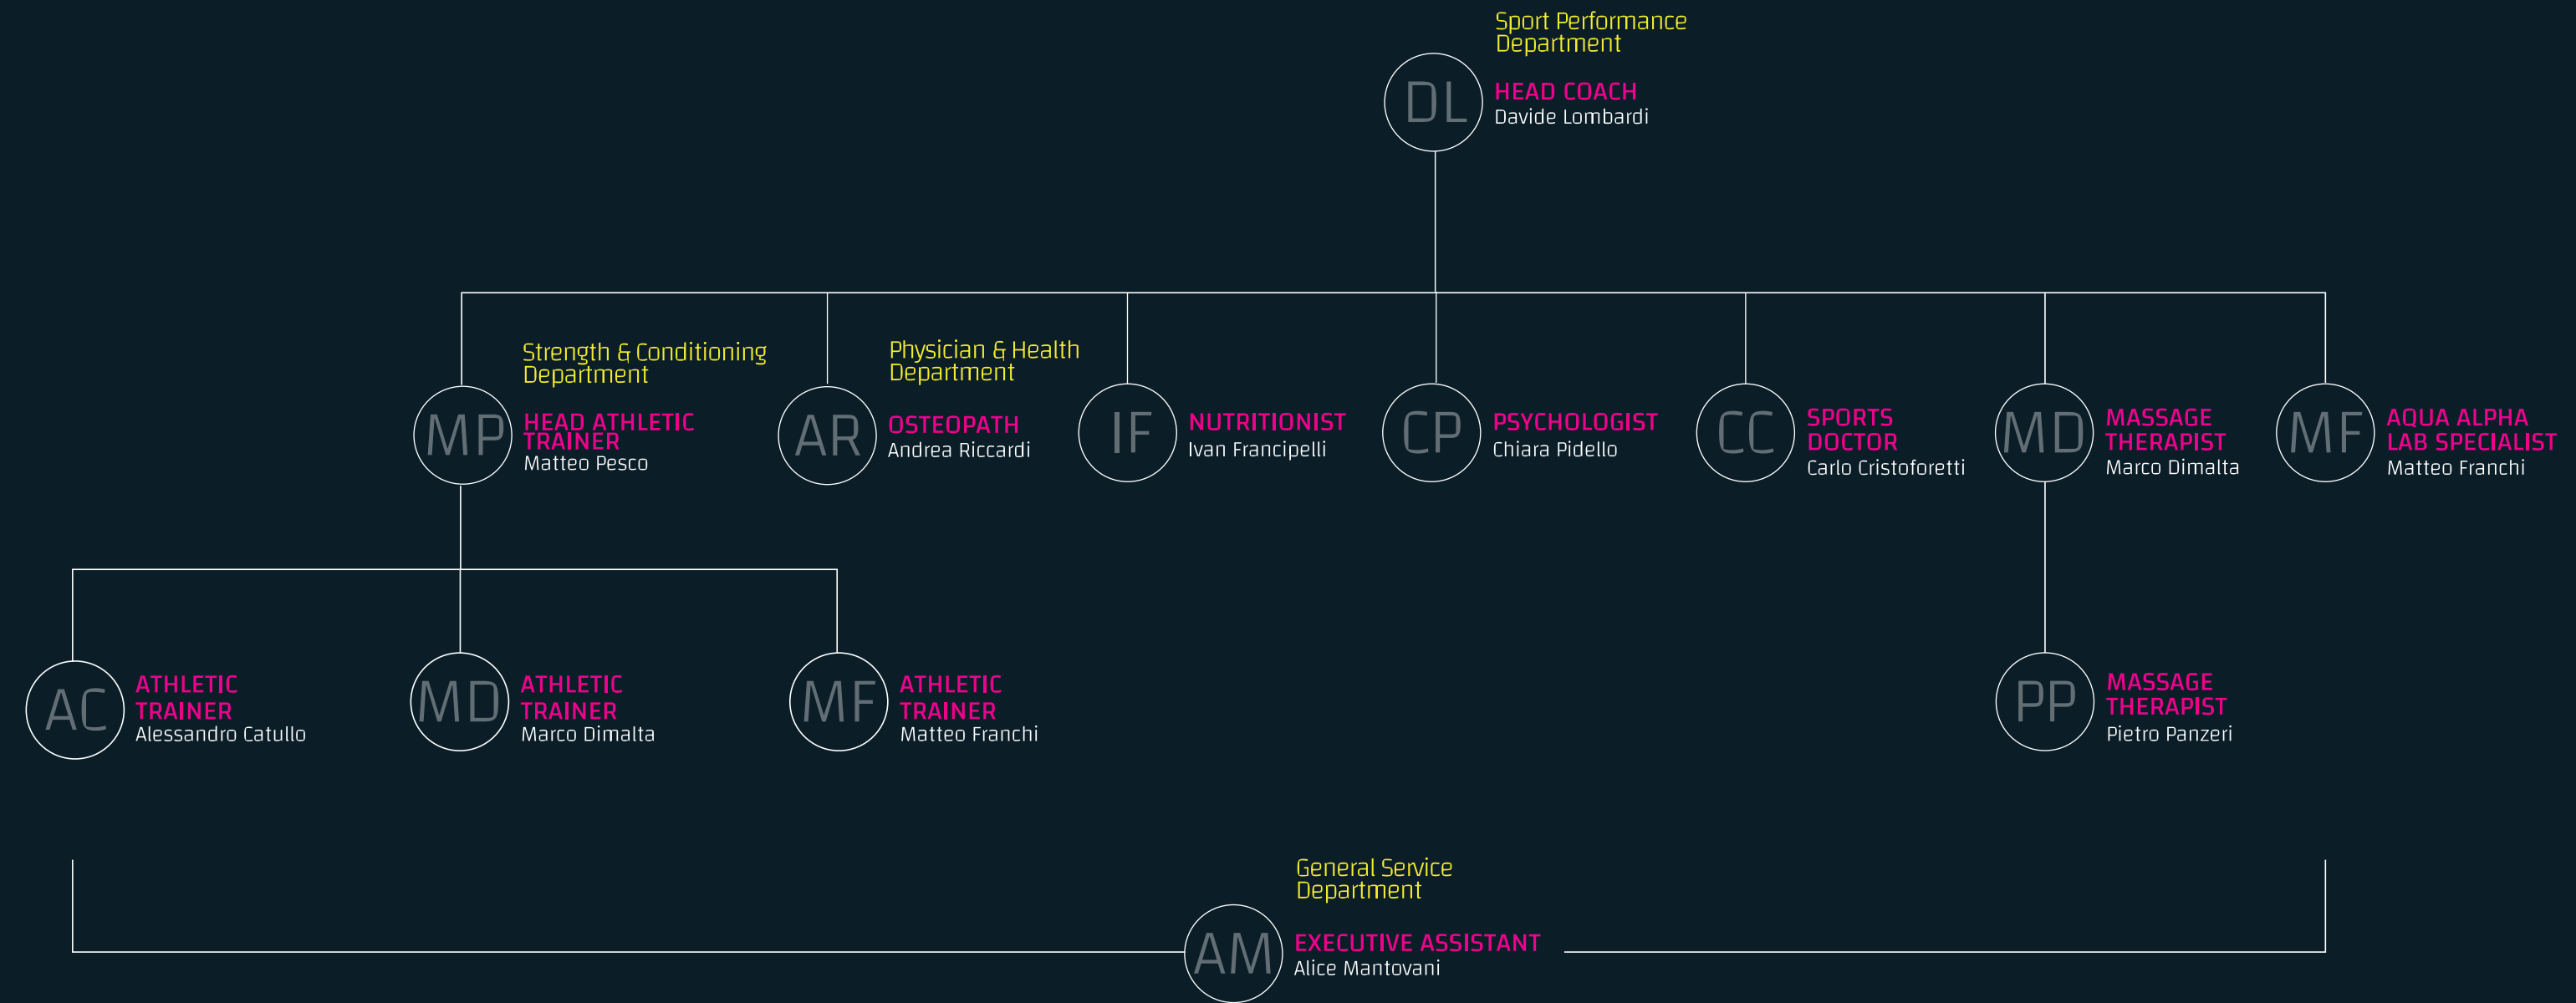 Sport Performance
Department
DL
HEAD COACH
Davide Lombardi
Strength & Conditioning
Department
MP
HEAD ATHLETIC
TRAINER
Matteo Pesco
Physician & Health
Department
AR
OSTEOPATH
Andrea Riccardi
IF
NUTRITIONIST
Ivan Francipelli
CP
PSYCHOLOGIST
Chiara Pidello
CC
SPORTS
DOCTOR
Carlo Cristoforetti
MD
MASSAGE
THERAPIST
Marco Dimalta
MF
AQUA ALPHA
LAB SPECIALIST
Matteo Franchi
AC
ATHLETIC
TRAINER
Alessandro Catullo
MD
ATHLETIC
TRAINER
Marco Dimalta
MF
ATHLETIC
TRAINER
Matteo Franchi
PP
MASSAGE
THERAPIST
Pietro Panzeri
General Service
Department
AM
EXECUTIVE ASSISTANT
Alice Mantovani